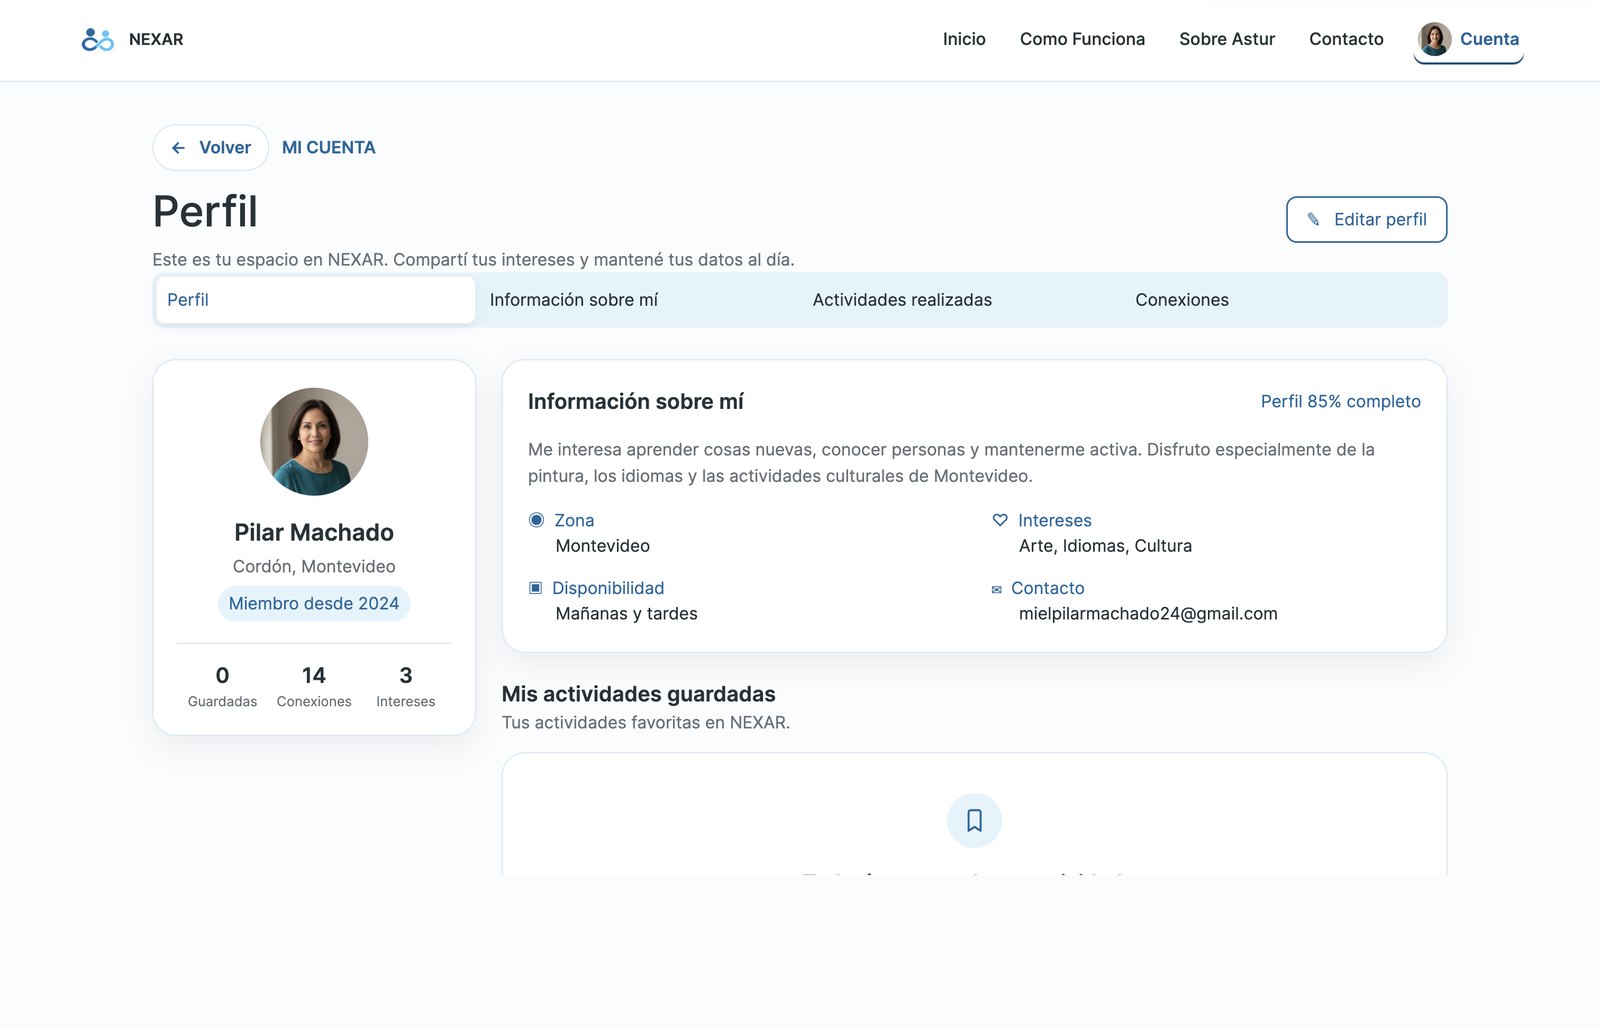 NEXAR
Inicio
Como Funciona
Sobre Astur
Contacto
Cuenta
← Volver
MI CUENTA
Perfil
✎ Editar perfil
Este es tu espacio en NEXAR. Compartí tus intereses y mantené tus datos al día.
Perfil
Información sobre mí
Actividades realizadas
Conexiones
Pilar Machado
Cordón, Montevideo
Miembro desde 2024
0
Guardadas
14
Conexiones
3
Intereses
Información sobre mí
Perfil 85% completo
Me interesa aprender cosas nuevas, conocer personas y mantenerme activa. Disfruto especialmente de la
pintura, los idiomas y las actividades culturales de Montevideo.
Zona
Montevideo
Intereses
Arte, Idiomas, Cultura
Disponibilidad
Mañanas y tardes
Contacto
mielpilarmachado24@gmail.com
Mis actividades guardadas
Tus actividades favoritas en NEXAR.